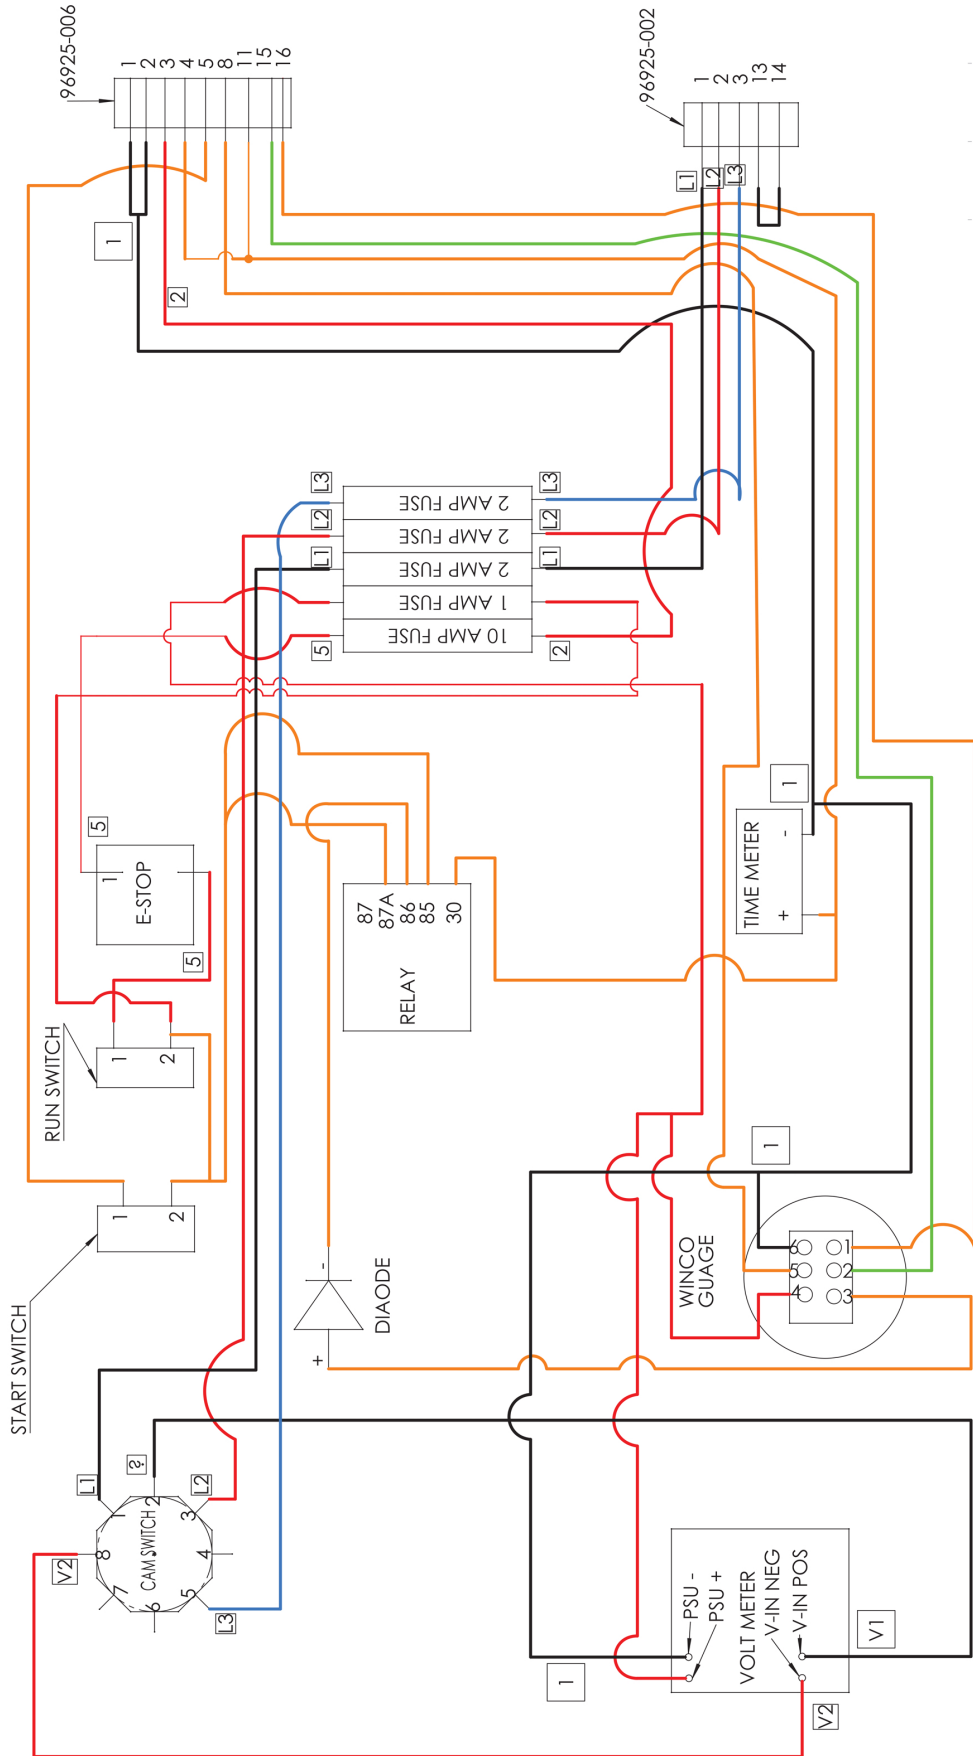 96925-006
1
2
3
4
5
8
11
15
16
96925-002
1
2
3
13
14
L1
L2
L3
1
2
L3
L2
L1
5
2 AMP FUSE
2 AMP FUSE
2 AMP FUSE
1 AMP FUSE
10 AMP FUSE
L3
L2
L1
2
5
1
E-STOP
5
RUN SWITCH
1
2
87
87A
86
85
30
RELAY
1
TIME METER
-
+
START SWITCH
1
2
-
+
DIAODE
1
WINCO
GUAGE
6
5
4
1
2
3
L1
?
L2
V2
L3
CAM SWITCH
1
2
3
4
5
6
7
8
PSU -
PSU +
VOLT METER
V-IN NEG
V-IN POS
1
V1
V2